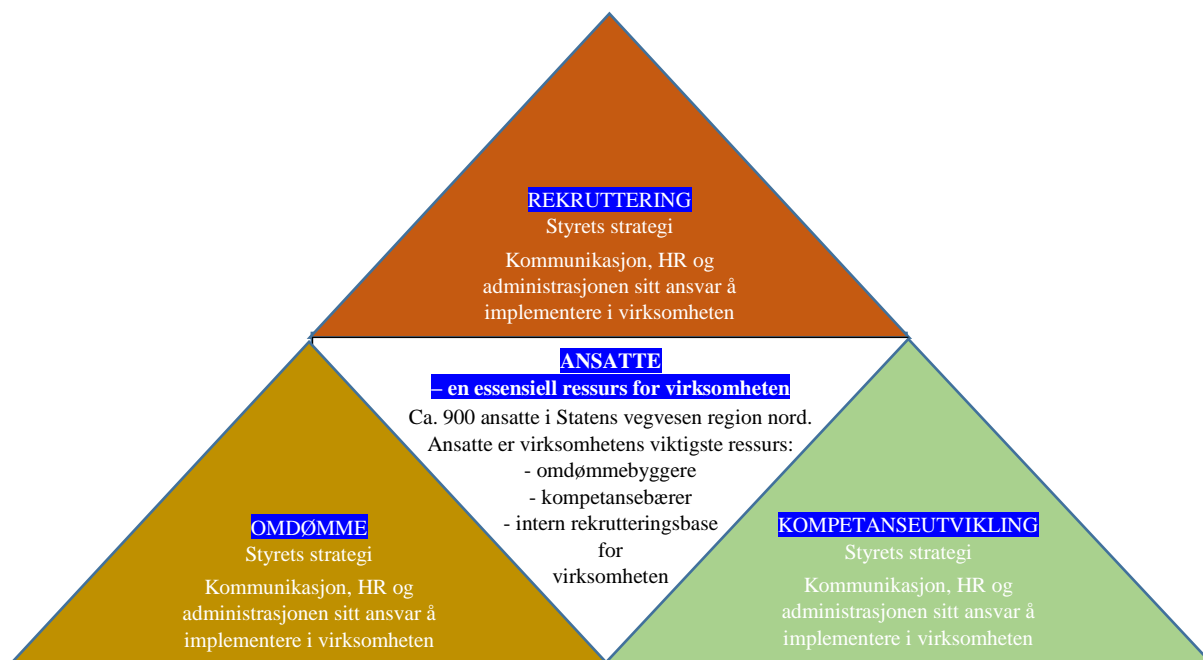 REKRUTTERING
Styrets strategi
Kommunikasjon, HR og
administrasjonen sitt ansvar å
implementere i virksomheten
ANSATTE
– en essensiell ressurs for virksomheten
Ca. 900 ansatte i Statens vegvesen region nord.
Ansatte er virksomhetens viktigste ressurs:
- omdømmebyggere
- kompetansebærer
- intern rekrutteringsbase
for
virksomheten
OMDØMME
Styrets strategi
Kommunikasjon, HR og
administrasjonen sitt ansvar å
implementere i virksomheten
KOMPETANSEUTVIKLING
Styrets strategi
Kommunikasjon, HR og
administrasjonen sitt ansvar å
implementere i virksomheten